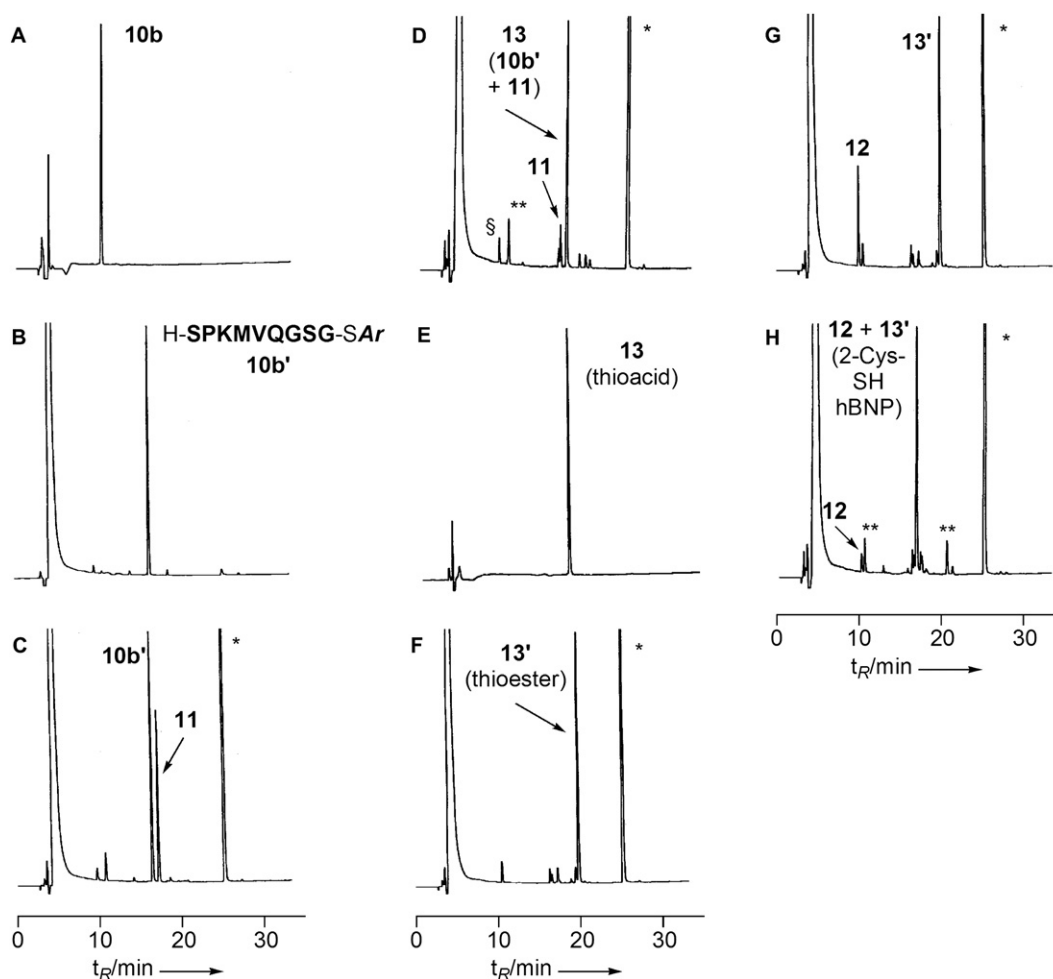 A
10b
B
H-SPKMVQGSG-SAr
10b'
C
10b'
11
*
0 10 20 30
tR/min
D
13
(10b'
+ 11)
11
§
**
*
E
13
(thioacid)
F
13'
(thioester)
*
0 10 20 30
tR/min
G
13'
12
*
H
12 + 13'
(2-Cys-
SH
hBNP)
12
**
**
*
0 10 20 30
tR/min